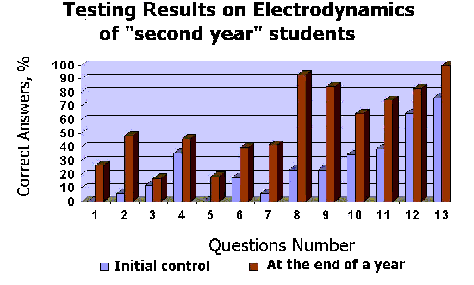 Testing Results on Electrodynamics
of "second year" students
Correct Answers, %
100
90
80
70
60
50
40
30
20
10
0
1 2 3 4 5 6 7 8 9 10 11 12 13
Questions Number
Initial control At the end of a year